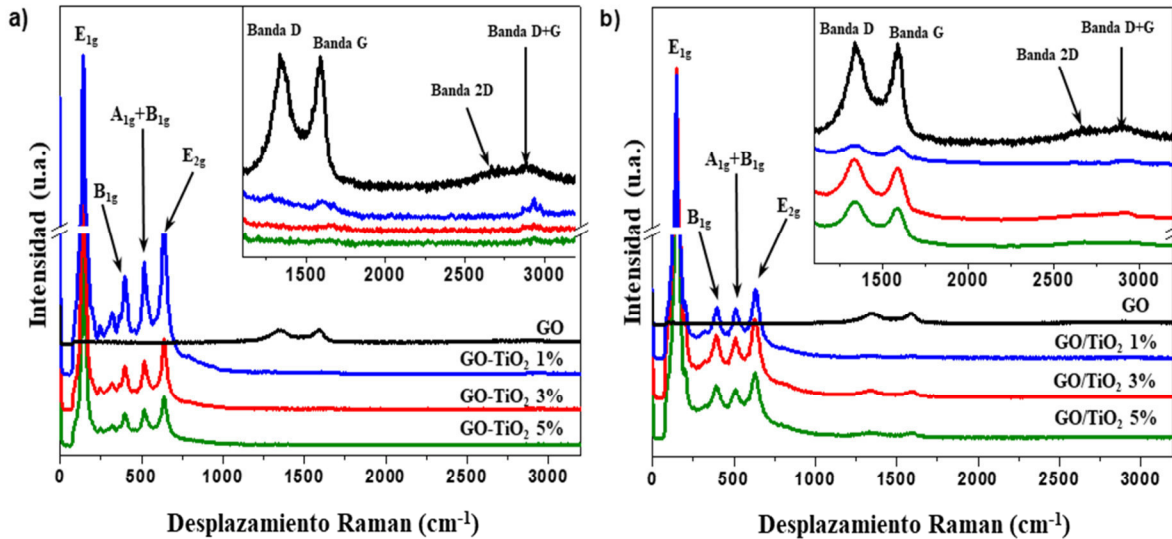 a)
E1g
B1g
A1g+B1g
E2g
Banda D
Banda G
Banda 2D
Banda D+G
1500 2000 2500 3000
GO
GO-TiO2 1%
GO-TiO2 3%
GO-TiO2 5%
Intensidad (u.a.)
0 500 1000 1500 2000 2500 3000
Desplazamiento Raman (cm-1)
b)
E1g
B1g
A1g+B1g
E2g
Banda D
Banda G
Banda 2D
Banda D+G
1500 2000 2500 3000
GO
GO/TiO2 1%
GO/TiO2 3%
GO/TiO2 5%
Intensidad (u.a.)
0 500 1000 1500 2000 2500 3000
Desplazamiento Raman (cm-1)